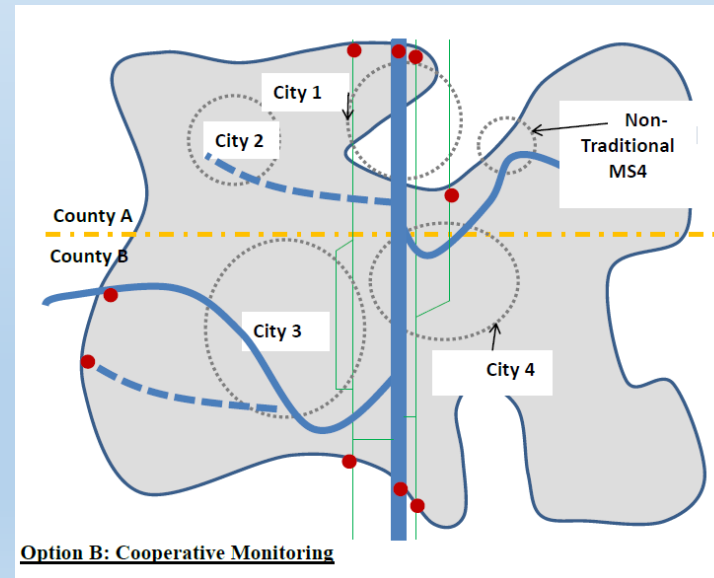 City 1
City 2
Non-
Traditional
MS4
County A
County B
City 3
City 4
Option B: Cooperative Monitoring